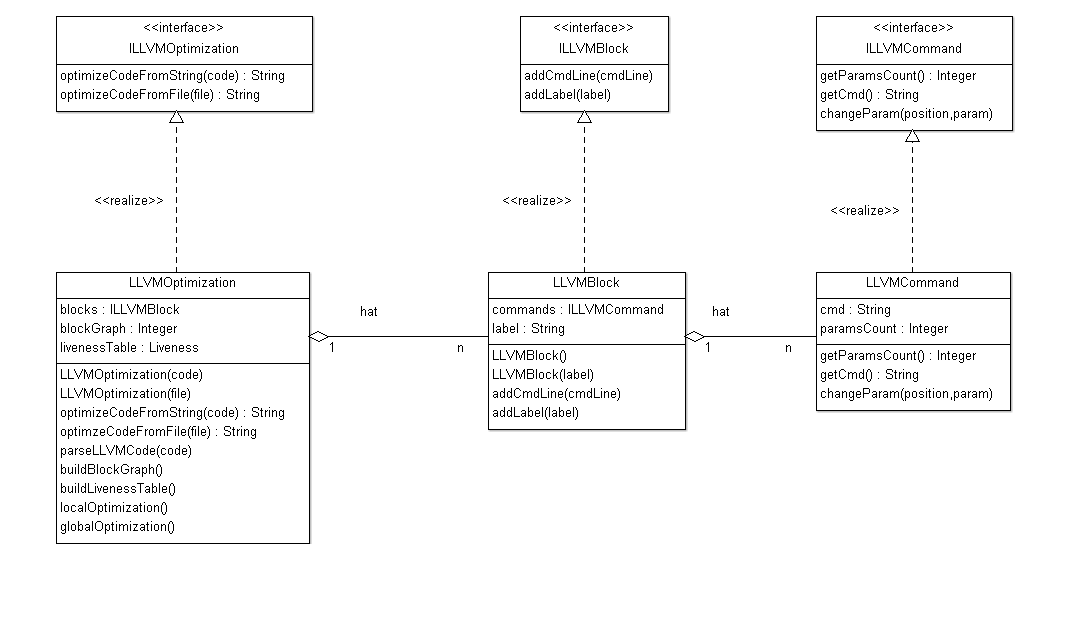 <<interface>>
ILLVMOptimization
optimizeCodeFromString(code) : String
optimizeCodeFromFile(file) : String
<<interface>>
ILLVMBlock
addCmdLine(cmdLine)
addLabel(label)
<<interface>>
ILLVMCommand
getParamsCount() : Integer
getCmd() : String
changeParam(position,param)
<<realize>>
<<realize>>
<<realize>>
LLVMOptimization
blocks : ILLVMBlock
blockGraph : Integer
livenessTable : Liveness
LLVMOptimization(code)
LLVMOptimization(file)
optimizeCodeFromString(code) : String
optimzeCodeFromFile(file) : String
parseLLVMCode(code)
buildBlockGraph()
buildLivenessTable()
localOptimization()
globalOptimization()
hat
1
n
LLVMBlock
commands : ILLVMCommand
label : String
LLVMBlock()
LLVMBlock(label)
addCmdLine(cmdLine)
addLabel(label)
hat
1
n
LLVMCommand
cmd : String
paramsCount : Integer
getParamsCount() : Integer
getCmd() : String
changeParam(position,param)